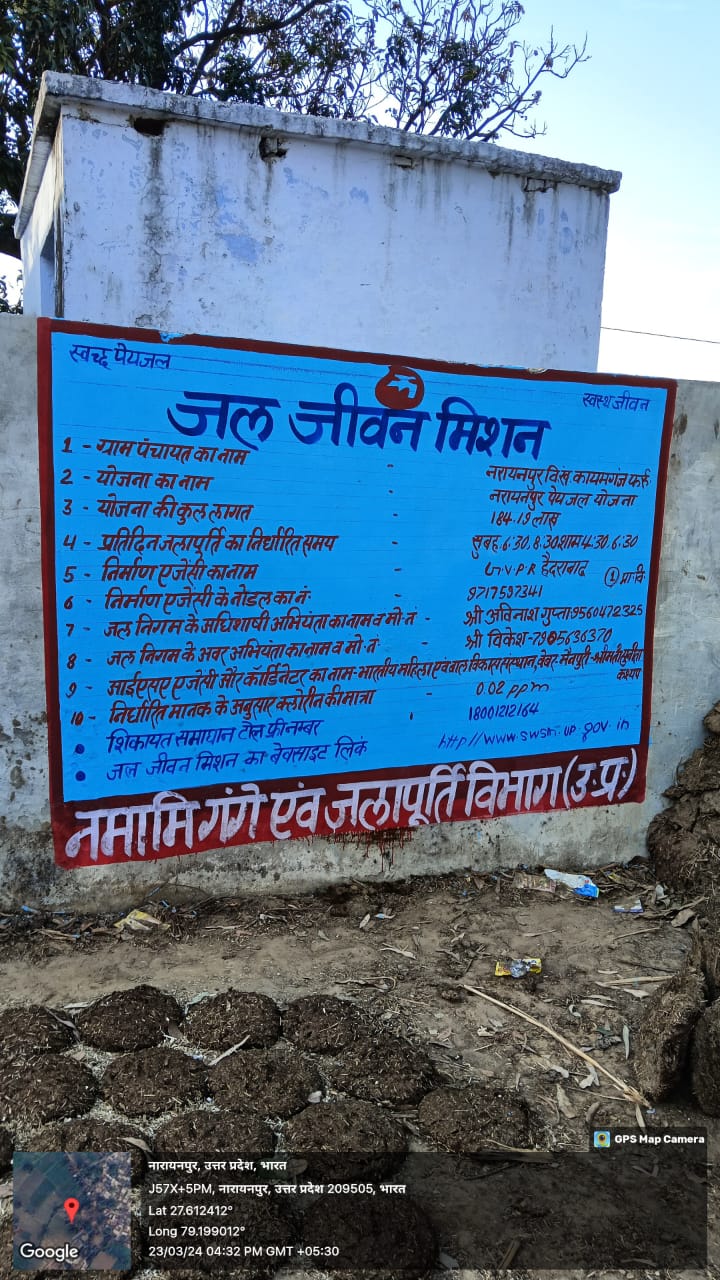 स्वच्छ पेयजल
स्वस्थ जीवन
जल जीवन मिशन
1 - ग्राम पंचायत का नाम - नरायनपुर वि.ख. कायमगंज फर्रु.
2 - योजना का नाम नरायनपुर पेयजल योजना
3 - योजना की कुल लागत - 184.19 लाख
4 - प्रतिदिन जलापूर्ति का निर्धारित समय - सुबह 6:30, 8:30 शाम 4:30, 6:30
5 - निर्माण एजेंसी का नाम - G.V.P.R हैदराबाद ① प्रा.वि.
6 - निर्माण एजेंसी के नोडल का नं. 9717597341
7 - जल निगम के अधिशाषी अभियंता का नाम व मो.नं - श्री अविनाश गुप्ता 9560472325
8 - जल निगम के अवर अभियंता का नाम व मो.नं - श्री विकेश-7905636370
9 - आईएसए एजेंसी और कॉर्डिनेटर का नाम - भारतीय महिला एवं बाल विकास संस्थान, बेवर मैनपुरी - श्रीमती सुनीता कश्यप
10 - निर्धारित मानक के अनुसार क्लोरीन की मात्रा - 0.02 ppm
• शिकायत समाधान टोल फ्रीनम्बर 18001212164
• जल जीवन मिशन का बेवसाइट लिंक http//www.swsm.up.gov.in
नमामि गंगे एंव जलापूर्ति विभाग (उ.प्र.)
GPS Map Camera
नारायनपुर, उत्तर प्रदेश, भारत
J57X+5PM, नारायनपुर, उत्तर प्रदेश 209505, भारत
Lat 27.612412°
Long 79.199012°
23/03/24 04:32 PM GMT +05:30
Google